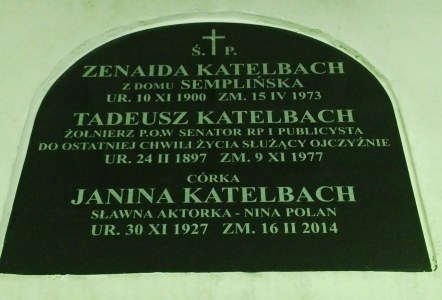 Ś. P.
ZENAIDA KATELBACH
Z DOMU SEMPLIŃSKA
UR. 10 XI 1900 ZM. 15 IV 1973
TADEUSZ KATELBACH
ŻOŁNIERZ P.O.W SENATOR RP I PUBLICYSTA
DO OSTATNIEJ CHWILI ŻYCIA SŁUŻĄCY OJCZYŹNIE
UR. 24 II 1897 ZM. 9 XI 1977
CÓRKA
JANINA KATELBACH
SŁAWNA AKTORKA - NINA POLAN
UR. 30 XI 1927 ZM. 16 II 2014